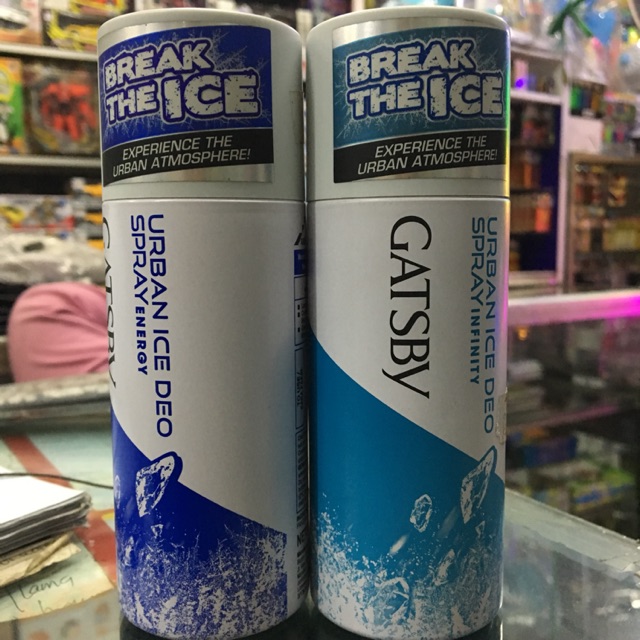 BREAK
THE ICE
EXPERIENCE THE
URBAN ATMOSPHERE!
GATSBY
URBAN ICE DEO
SPRAY ENERGY
BREAK
THE ICE
EXPERIENCE THE
URBAN ATMOSPHERE!
GATSBY
URBAN ICE DEO
SPRAY INFINITY